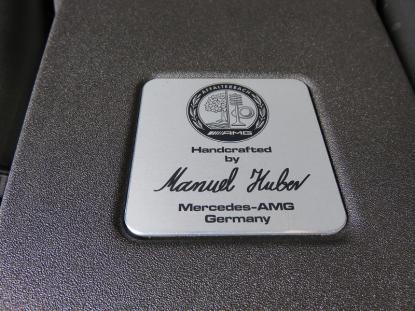 AFFALTERBACH
AMG
Handcrafted
by
Manuel Huber
Mercedes-AMG
Germany